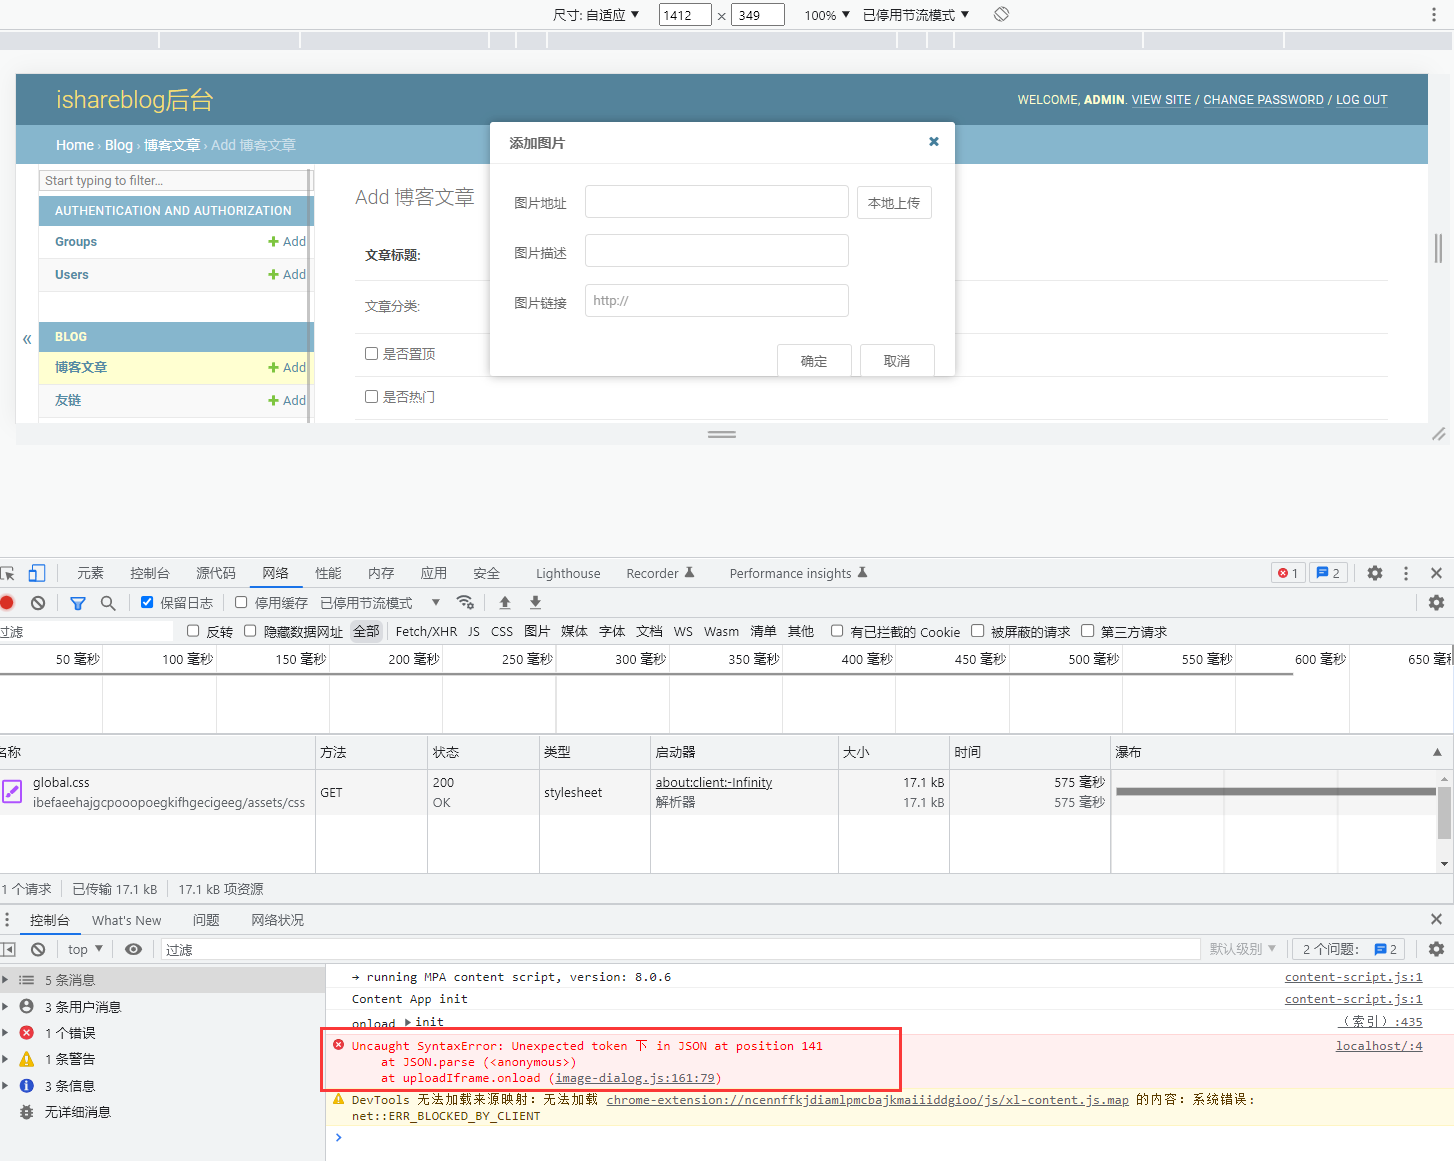 尺寸: 自适应 ▼ 1412 × 349 100% ▼ 已停用节流模式 ▼
ishareblog后台
WELCOME, ADMIN. VIEW SITE / CHANGE PASSWORD / LOG OUT
Home › Blog › 博客文章 › Add 博客文章
添加图片
Start typing to filter...
AUTHENTICATION AND AUTHORIZATION
Groups Add
Users Add
BLOG
博客文章 Add
友链 Add
«
Add 博客文章
文章标题:
文章分类:
是否置顶
是否热门
图片地址 本地上传
图片描述
图片链接 http://
确定 取消
元素 控制台 源代码 网络 性能 内存 应用 安全 Lighthouse Recorder Performance insights 1 2
保留日志 停用缓存 已停用节流模式 ▼
过滤 反转 隐藏数据网址 全部 Fetch/XHR JS CSS 图片 媒体 字体 文档 WS Wasm 清单 其他 有已拦截的 Cookie 被屏蔽的请求 第三方请求
50 毫秒 100 毫秒 150 毫秒 200 毫秒 250 毫秒 300 毫秒 350 毫秒 400 毫秒 450 毫秒 500 毫秒 550 毫秒 600 毫秒 650 毫秒
名称 方法 状态 类型 启动器 大小 时间 瀑布
global.css GET 200 stylesheet about:client:-Infinity 17.1 kB 575 毫秒
ibefaeehajgcpooopoegkifhgecigeeg/assets/css OK 解析器 17.1 kB 575 毫秒
1 个请求 已传输 17.1 kB 17.1 kB 项资源
控制台 What's New 问题 网络状况
top ▼ 过滤 默认级别 ▼ 2 个问题: 2
5 条消息
3 条用户消息
1 个错误
1 条警告
3 条信息
无详细消息
→ running MPA content script, version: 8.0.6 content-script.js:1
Content App init content-script.js:1
onload ▶ init (索引):435
Uncaught SyntaxError: Unexpected token 下 in JSON at position 141 localhost/:4
at JSON.parse (<anonymous>)
at uploadIframe.onload (image-dialog.js:161:79)
DevTools 无法加载来源映射: 无法加载 chrome-extension://ncennffkjdiamlpmcbajkmaiiiddgioo/js/xl-content.js.map 的内容: 系统错误:
net::ERR_BLOCKED_BY_CLIENT